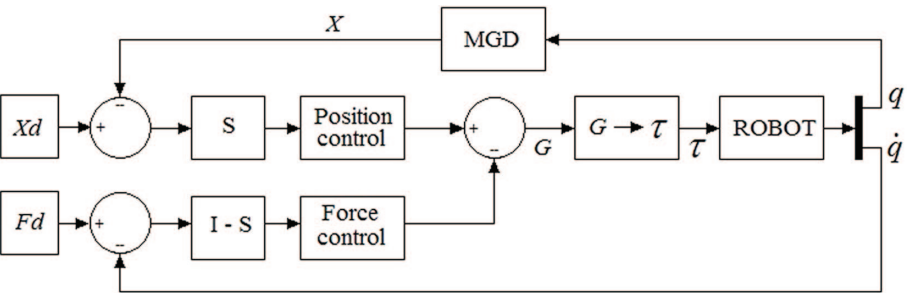 X
MGD
q
Xd
+
-
S
Position
control
+
-
G
G → τ
τ
ROBOT
q̇
Fd
+
-
I - S
Force
control